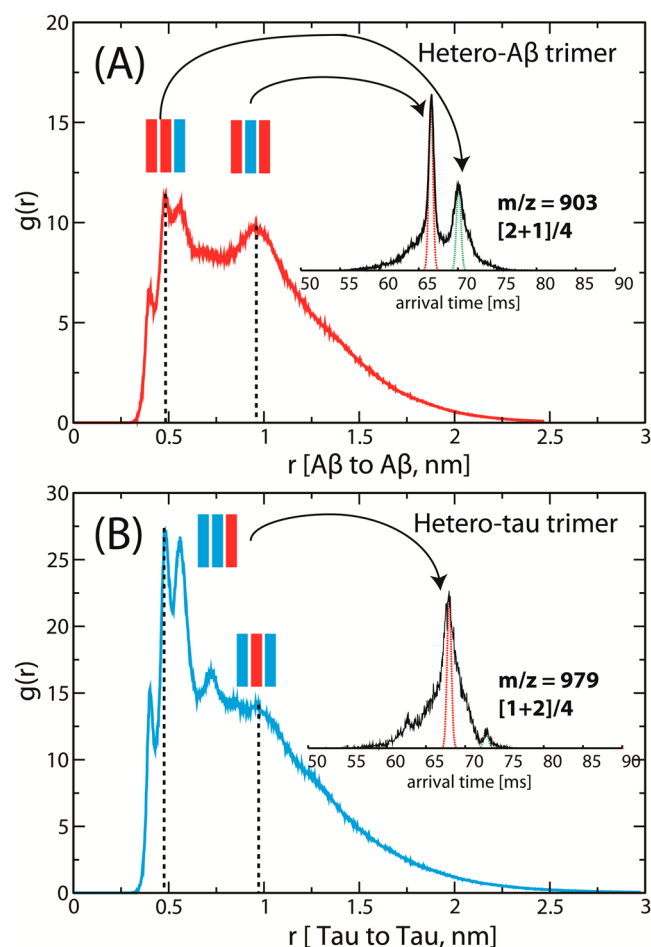 20
(A)
Hetero-Aβ trimer
15
m/z = 903
[2+1]/4
g(r)
10
50 55 60 65 70 75 80 85 90
arrival time [ms]
5
0
0 0.5 1 1.5 2 2.5 3
r [Aβ to Aβ, nm]
30
(B)
Hetero-tau trimer
25
20
m/z = 979
[1+2]/4
g(r)
15
50 55 60 65 70 75 80 85 90
arrival time [ms]
10
5
0
0 0.5 1 1.5 2 2.5 3
r [ Tau to Tau, nm]